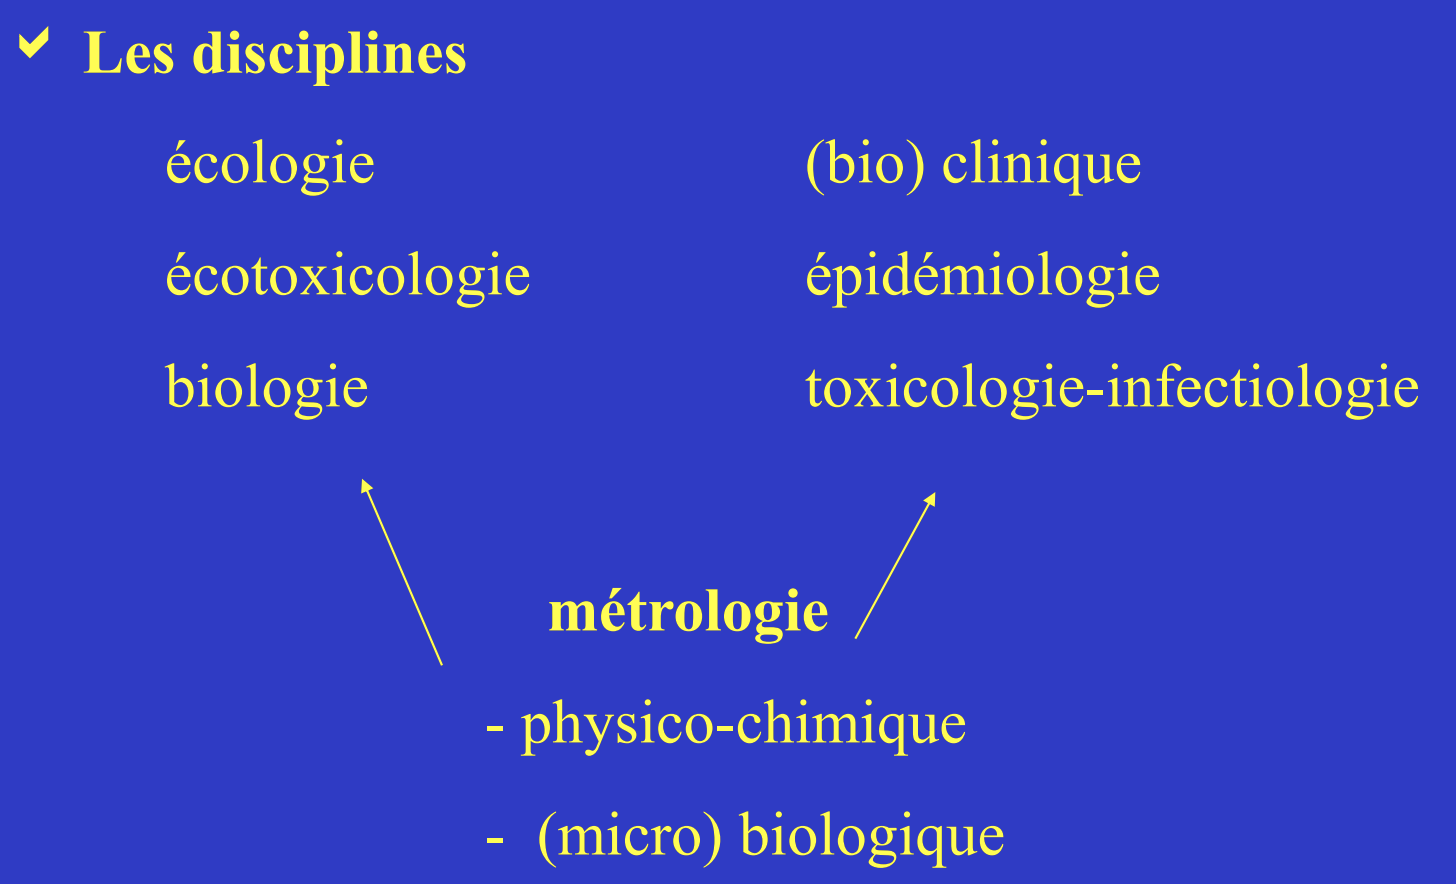 Les disciplines
écologie (bio) clinique
écotoxicologie épidémiologie
biologie toxicologie-infectiologie
métrologie
- physico-chimique
- (micro) biologique